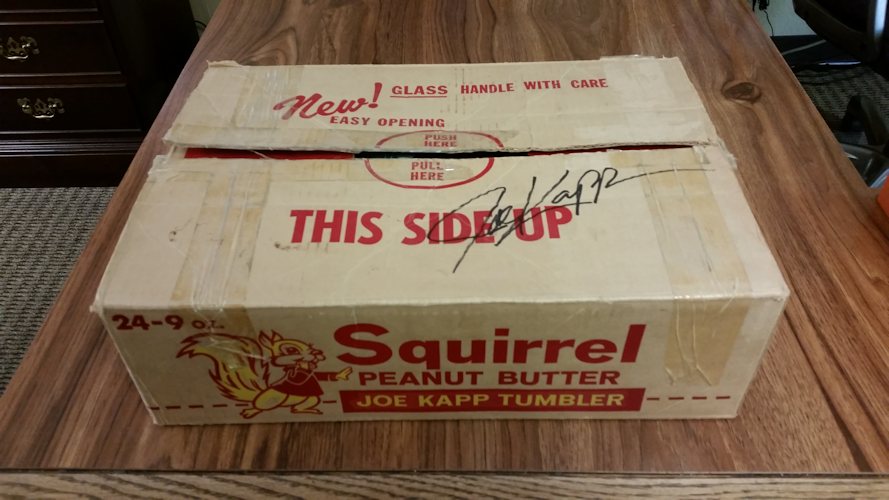 New! GLASS HANDLE WITH CARE
EASY OPENING
PUSH
HERE
PULL
HERE
THIS SIDE UP
Joe Kapp
24-9 oz.
Squirrel
PEANUT BUTTER
JOE KAPP TUMBLER